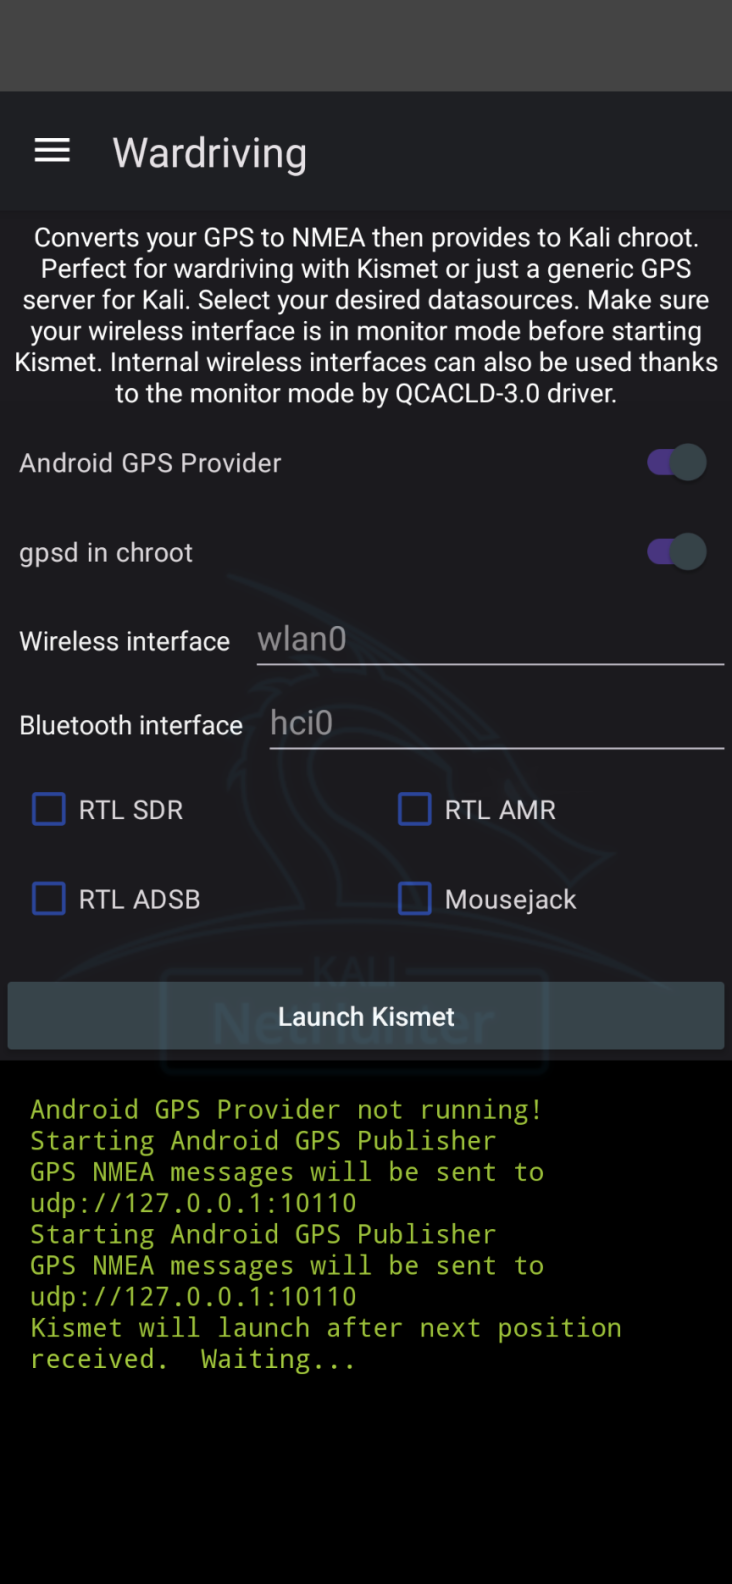 Wardriving
Converts your GPS to NMEA then provides to Kali chroot.
Perfect for wardriving with Kismet or just a generic GPS
server for Kali. Select your desired datasources. Make sure
your wireless interface is in monitor mode before starting
Kismet. Internal wireless interfaces can also be used thanks
to the monitor mode by QCACLD-3.0 driver.
Android GPS Provider
gpsd in chroot
Wireless interface wlan0
Bluetooth interface hci0
RTL SDR RTL AMR
RTL ADSB Mousejack
KALI
NetHunter
Launch Kismet
Android GPS Provider not running!
Starting Android GPS Publisher
GPS NMEA messages will be sent to
udp://127.0.0.1:10110
Starting Android GPS Publisher
GPS NMEA messages will be sent to
udp://127.0.0.1:10110
Kismet will launch after next position
received.  Waiting...